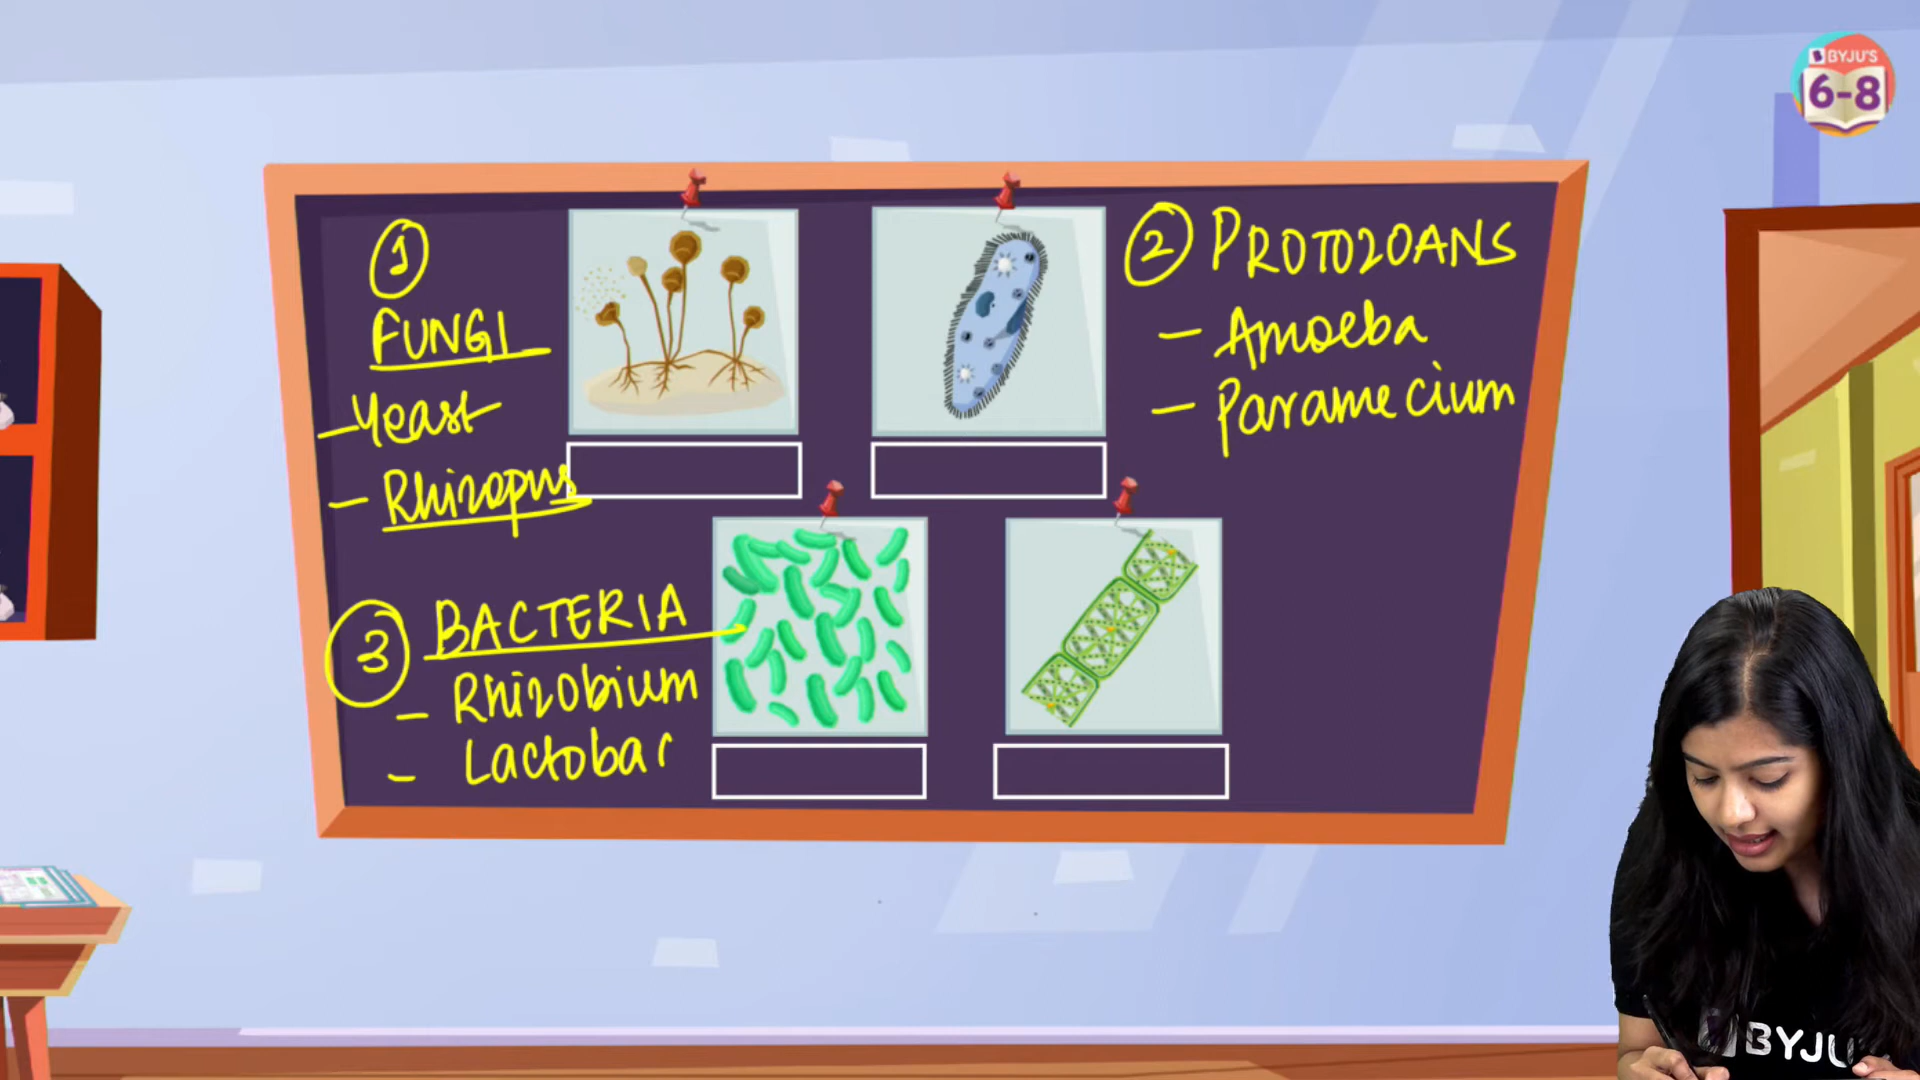 BYJU'S
6-8
1
FUNGI
- Yeast
- Rhizopus
2 PROTOZOANS
- Amoeba
- Paramecium
3 BACTERIA
- Rhizobium
- Lactobac
BYJU